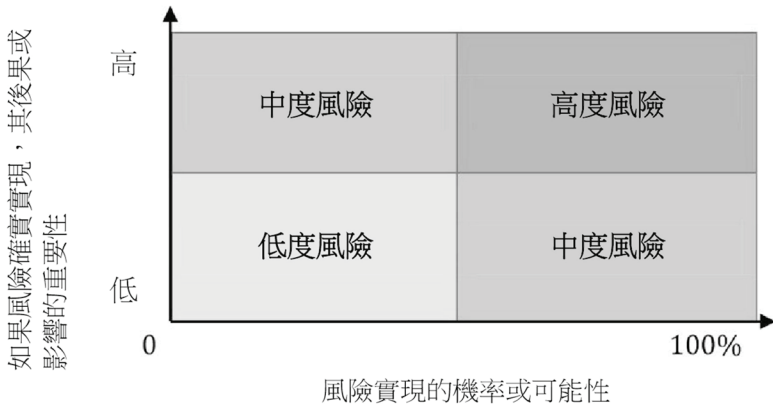 如果風險確實實現，其後果或
影響的重要性
高
中度風險
高度風險
低度風險
中度風險
低
0
100%
風險實現的機率或可能性